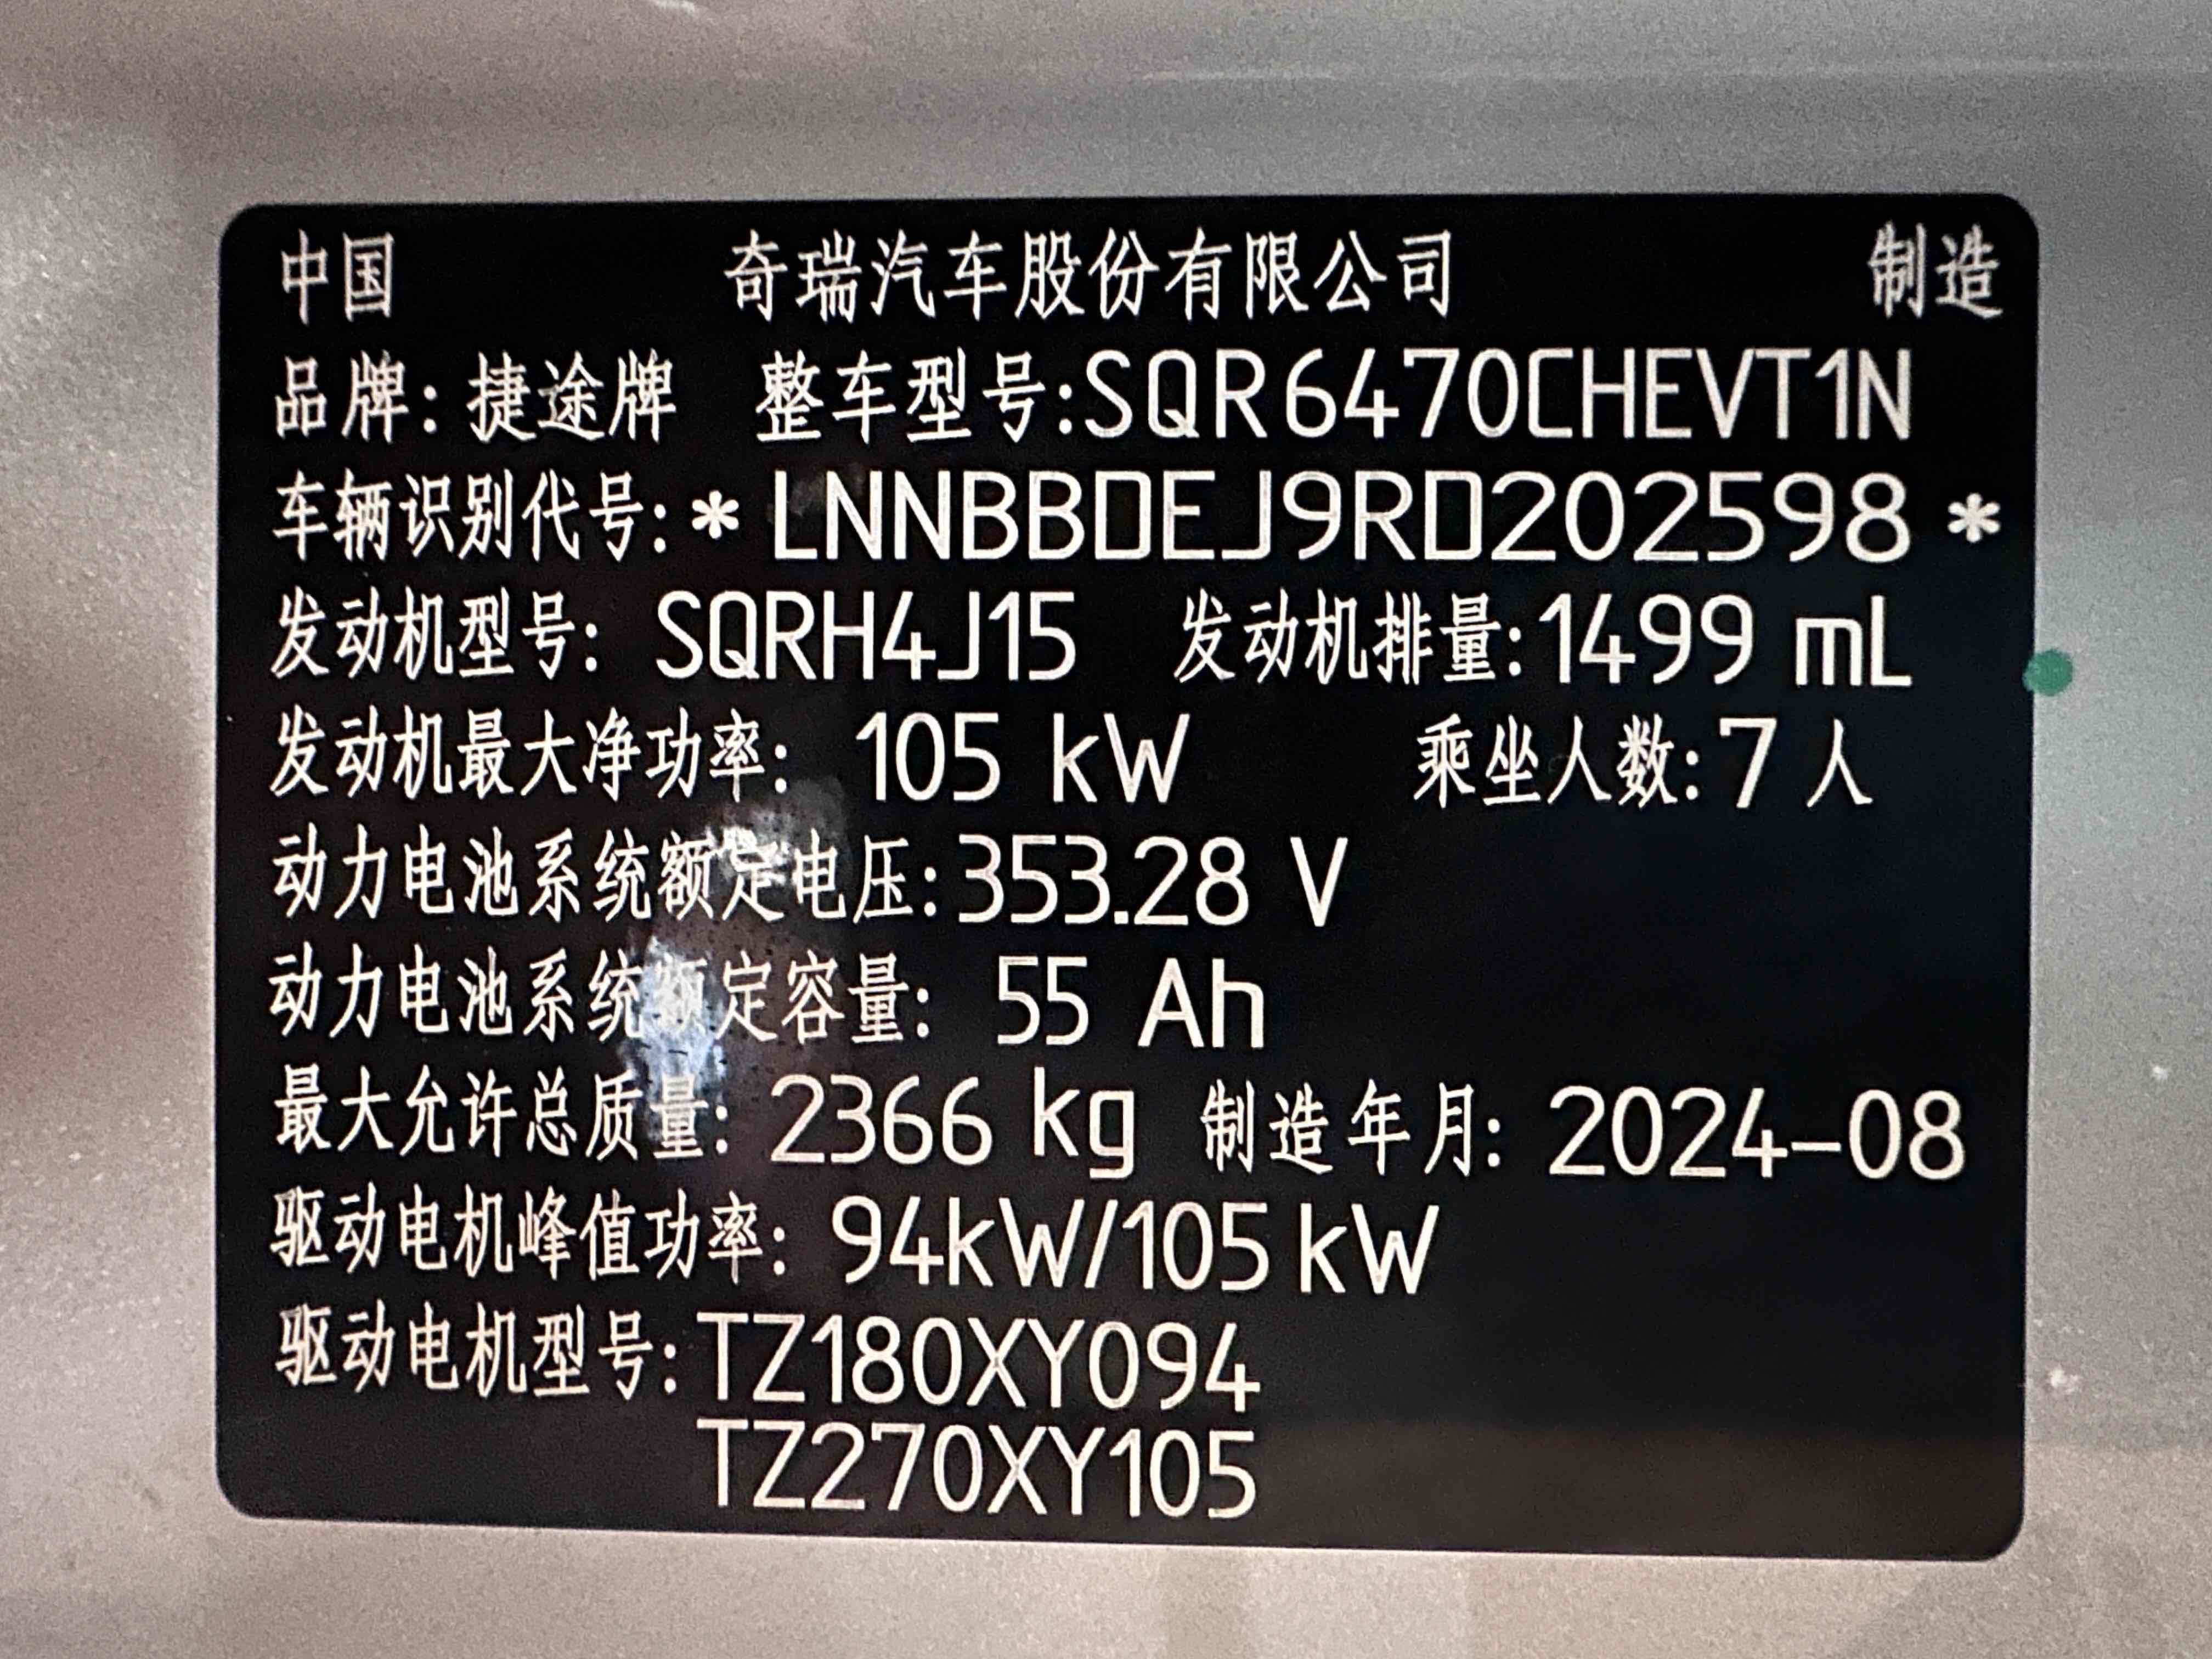 中国 奇瑞汽车股份有限公司 制造
品牌: 捷途牌 整车型号:SQR6470CHEVT1N
车辆识别代号:* LNNBBDEJ9RD202598 *
发动机型号: SQRH4J15 发动机排量:1499 mL
发动机最大净功率: 105 kW 乘坐人数:7 人
动力电池系统额定电压:353.28 V
动力电池系统额定容量: 55 Ah
最大允许总质量: 2366 kg 制造年月: 2024-08
驱动电机峰值功率: 94kW/105 kW
驱动电机型号:TZ180XY094
TZ270XY105